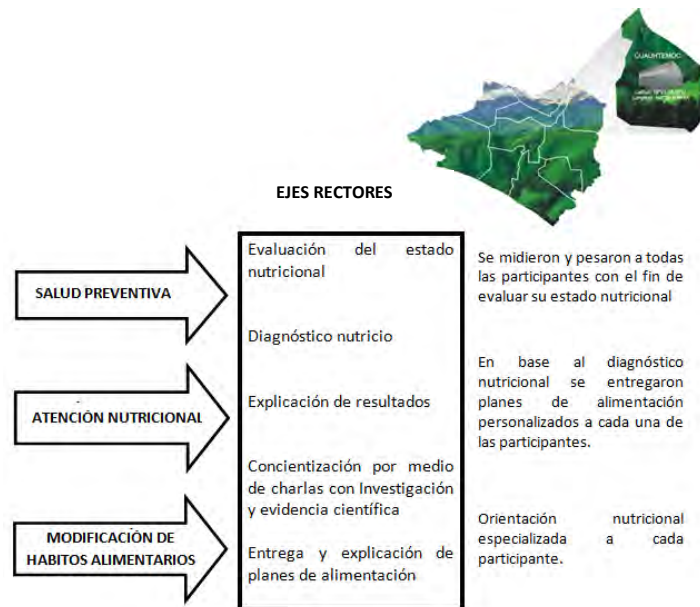 CUAUHTEMOC
EJES RECTORES
SALUD PREVENTIVA
ATENCIÓN NUTRICIONAL
MODIFICACIÓN DE
HABITOS ALIMENTARIOS
Evaluación del estado
nutricional
Diagnóstico nutricio
Explicación de resultados
Concientización por medio
de charlas con Investigación
y evidencia científica
Entrega y explicación de
planes de alimentación
Se midieron y pesaron a todas
las participantes con el fin de
evaluar su estado nutricional
En base al diagnóstico
nutricional se entregaron
planes de alimentación
personalizados a cada una de
las participantes.
Orientación nutricional
especializada a cada
participante.